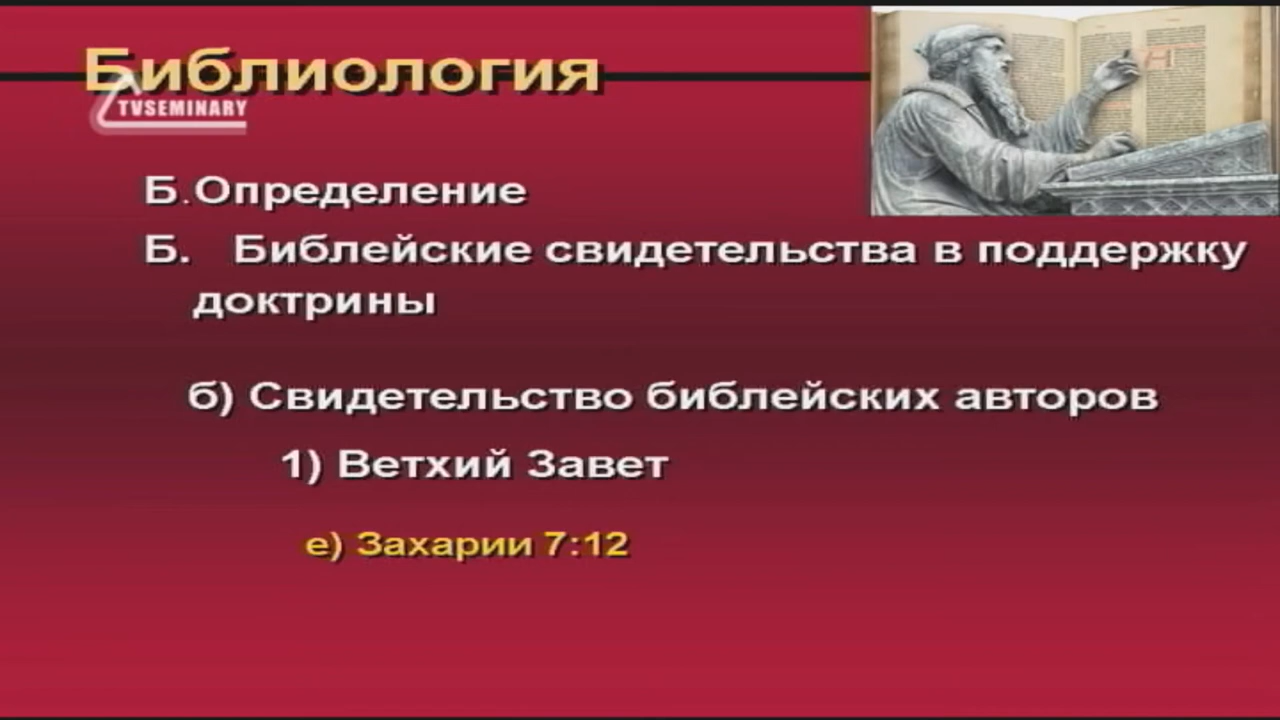 Библиология
TVSEMINARY
Б.Определение
Б. Библейские свидетельства в поддержку
доктрины
б) Свидетельство библейских авторов
1) Ветхий Завет
е) Захарии 7:12